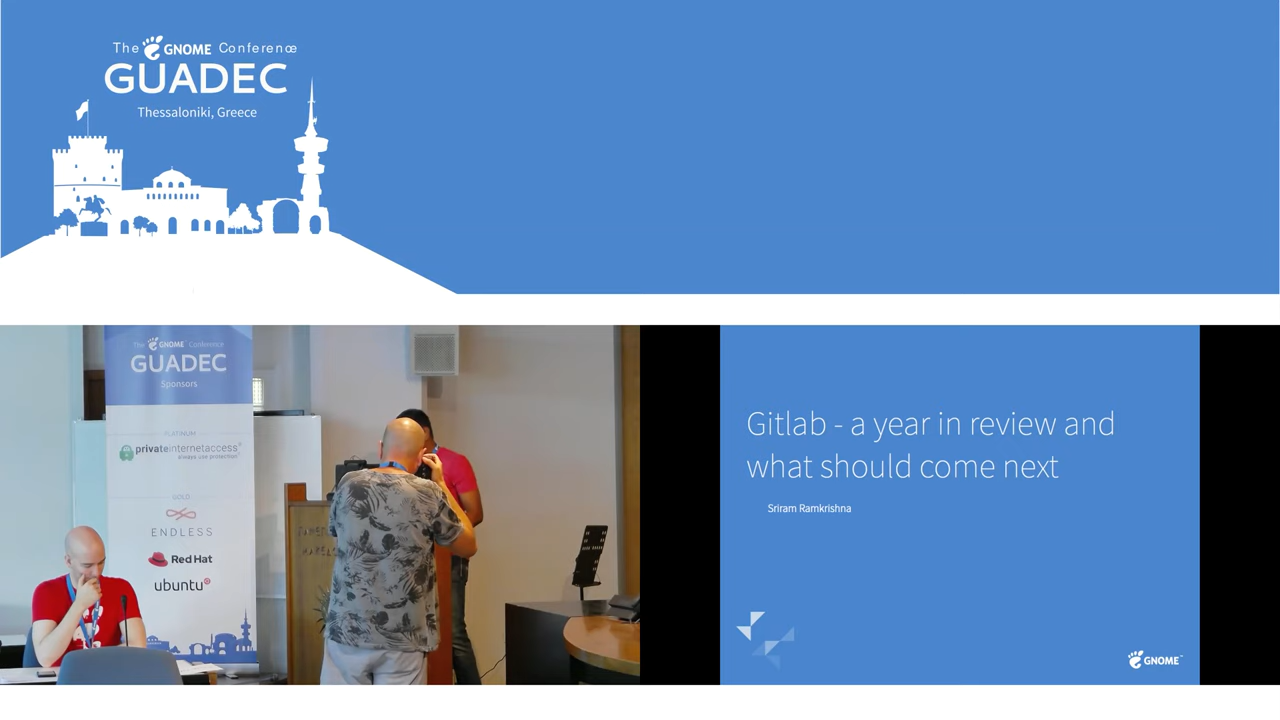 The GNOME Conference
GUADEC
Thessaloniki, Greece
The GNOME Conference
GUADEC
Sponsors
PLATINUM
privateinternetaccess®
always use protection®
GOLD
ENDLESS
Red Hat
ubuntu®
Gitlab - a year in review and
what should come next
Sriram Ramkrishna
GNOME™